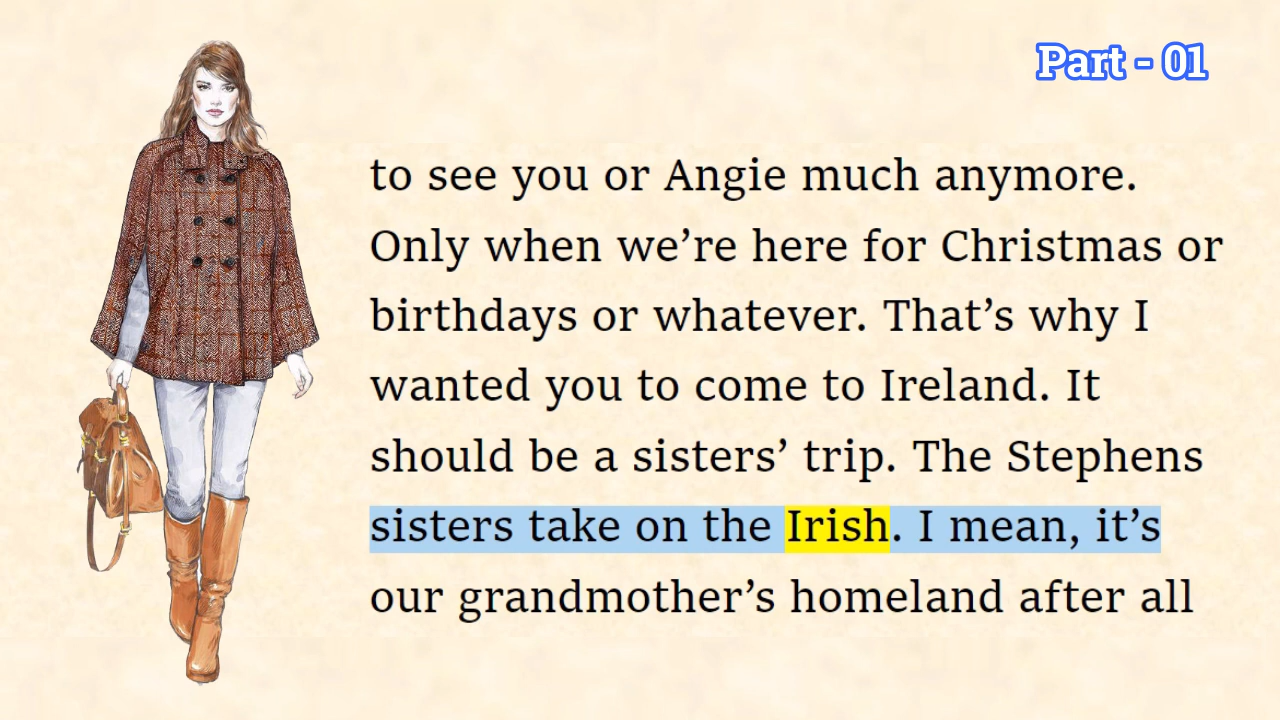 Part - 01
to see you or Angie much anymore.
Only when we’re here for Christmas or
birthdays or whatever. That’s why I
wanted you to come to Ireland. It
should be a sisters’ trip. The Stephens
sisters take on the Irish. I mean, it’s
our grandmother’s homeland after all